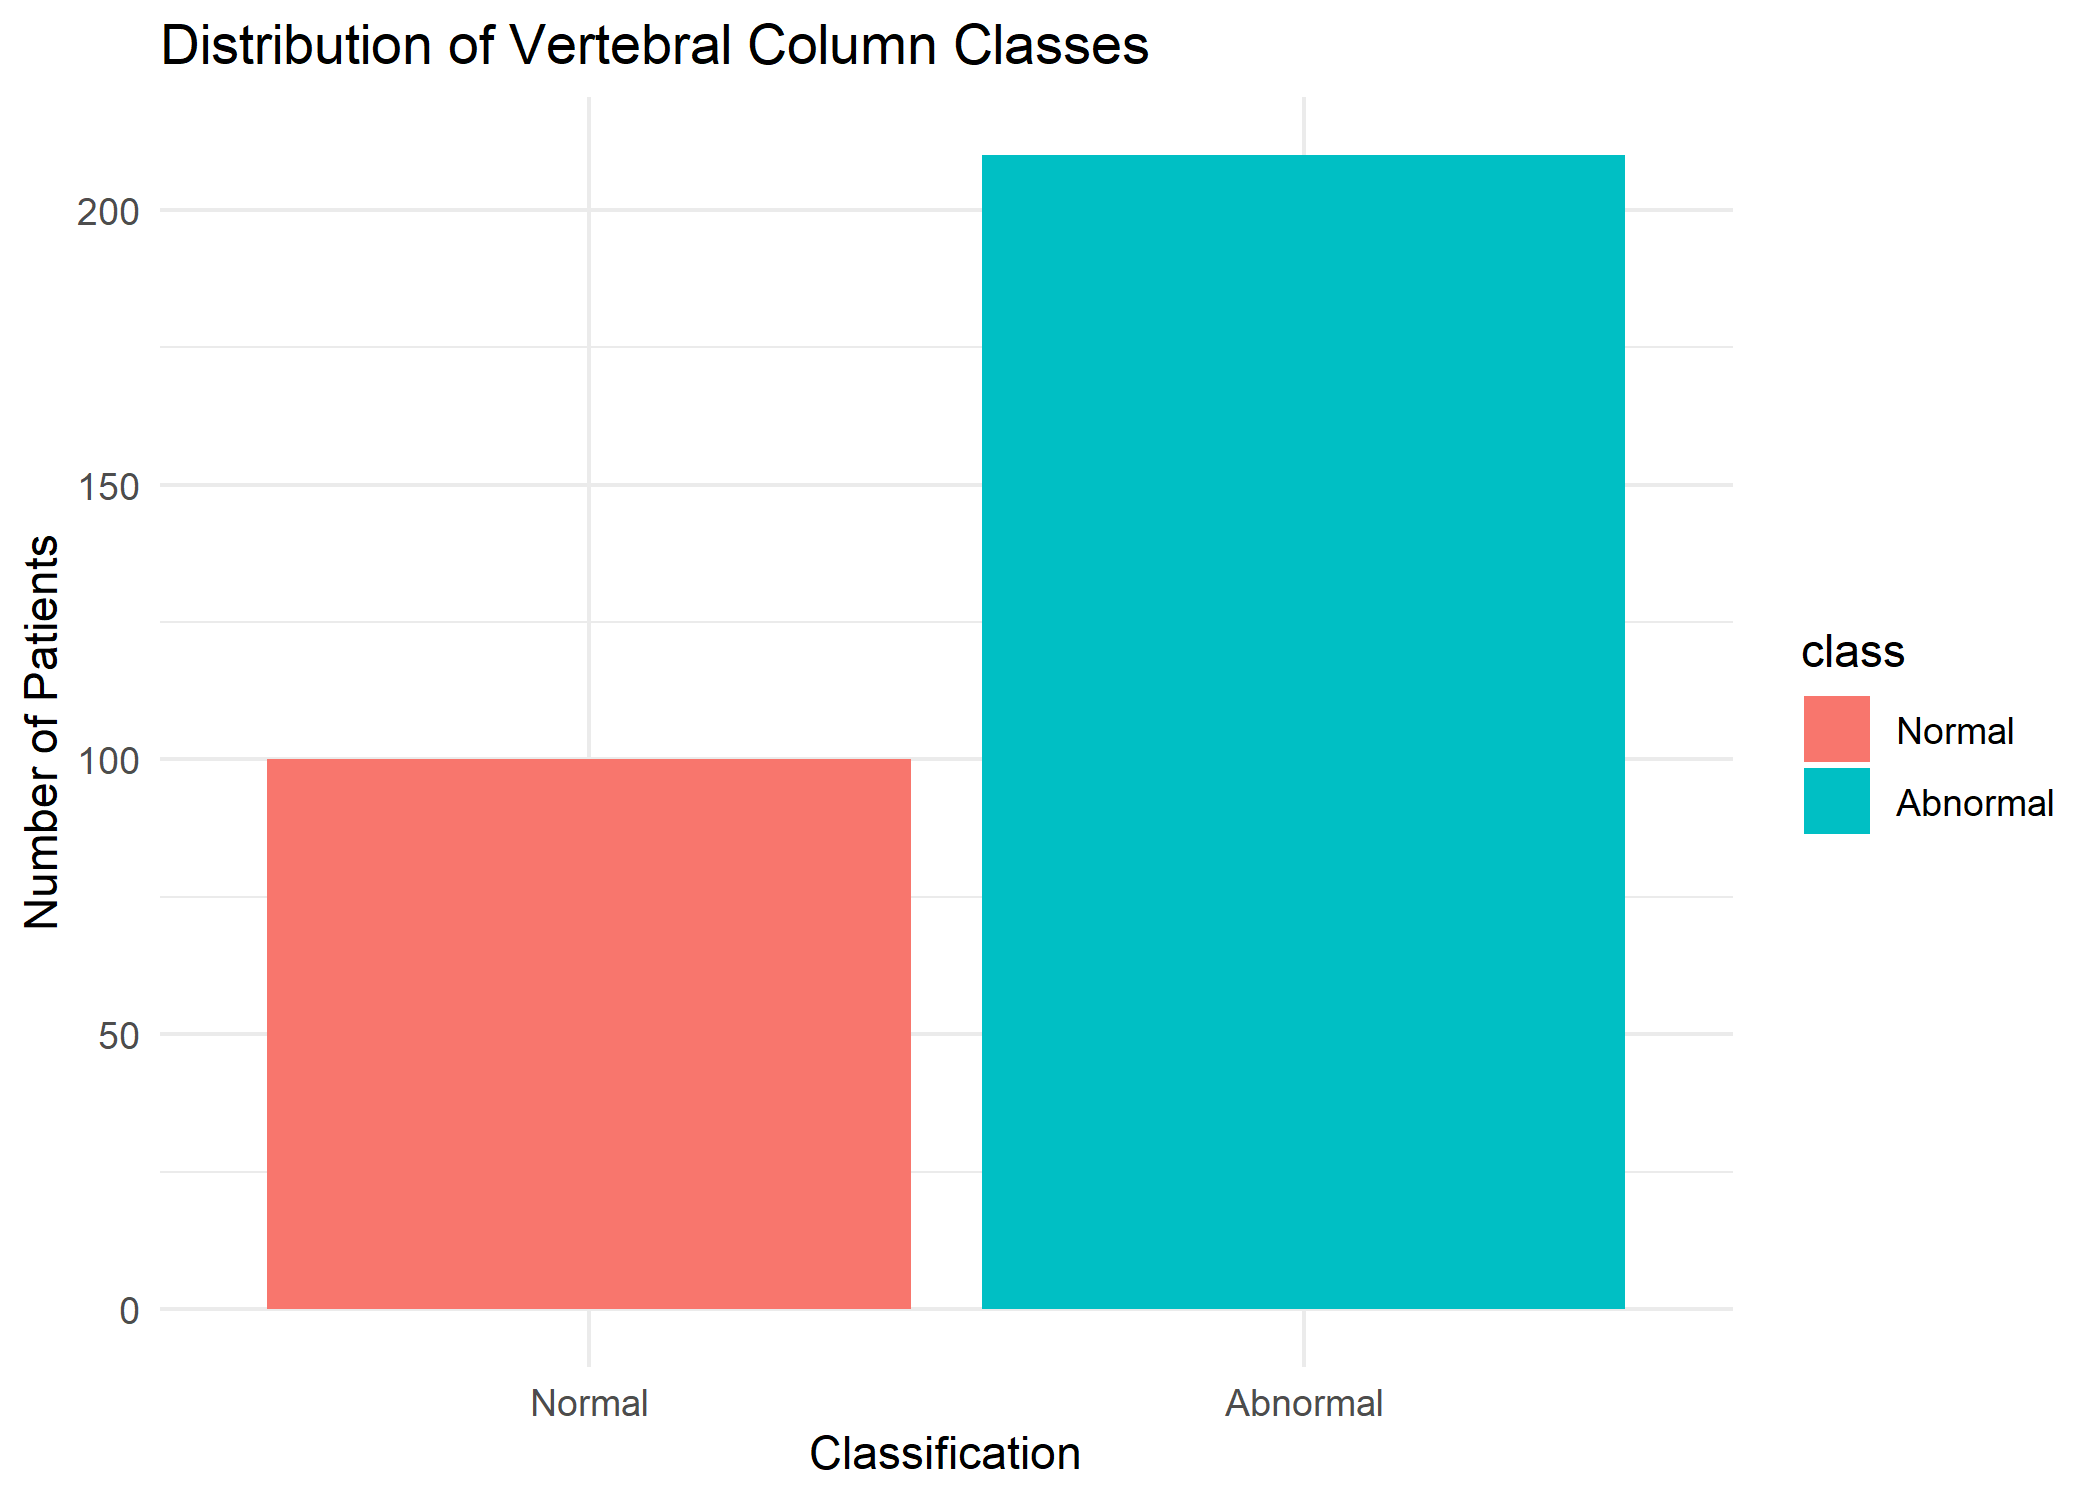 Distribution of Vertebral Column Classes
200
150
100
50
0
Number of Patients
Normal
Abnormal
Classification
class
Normal
Abnormal